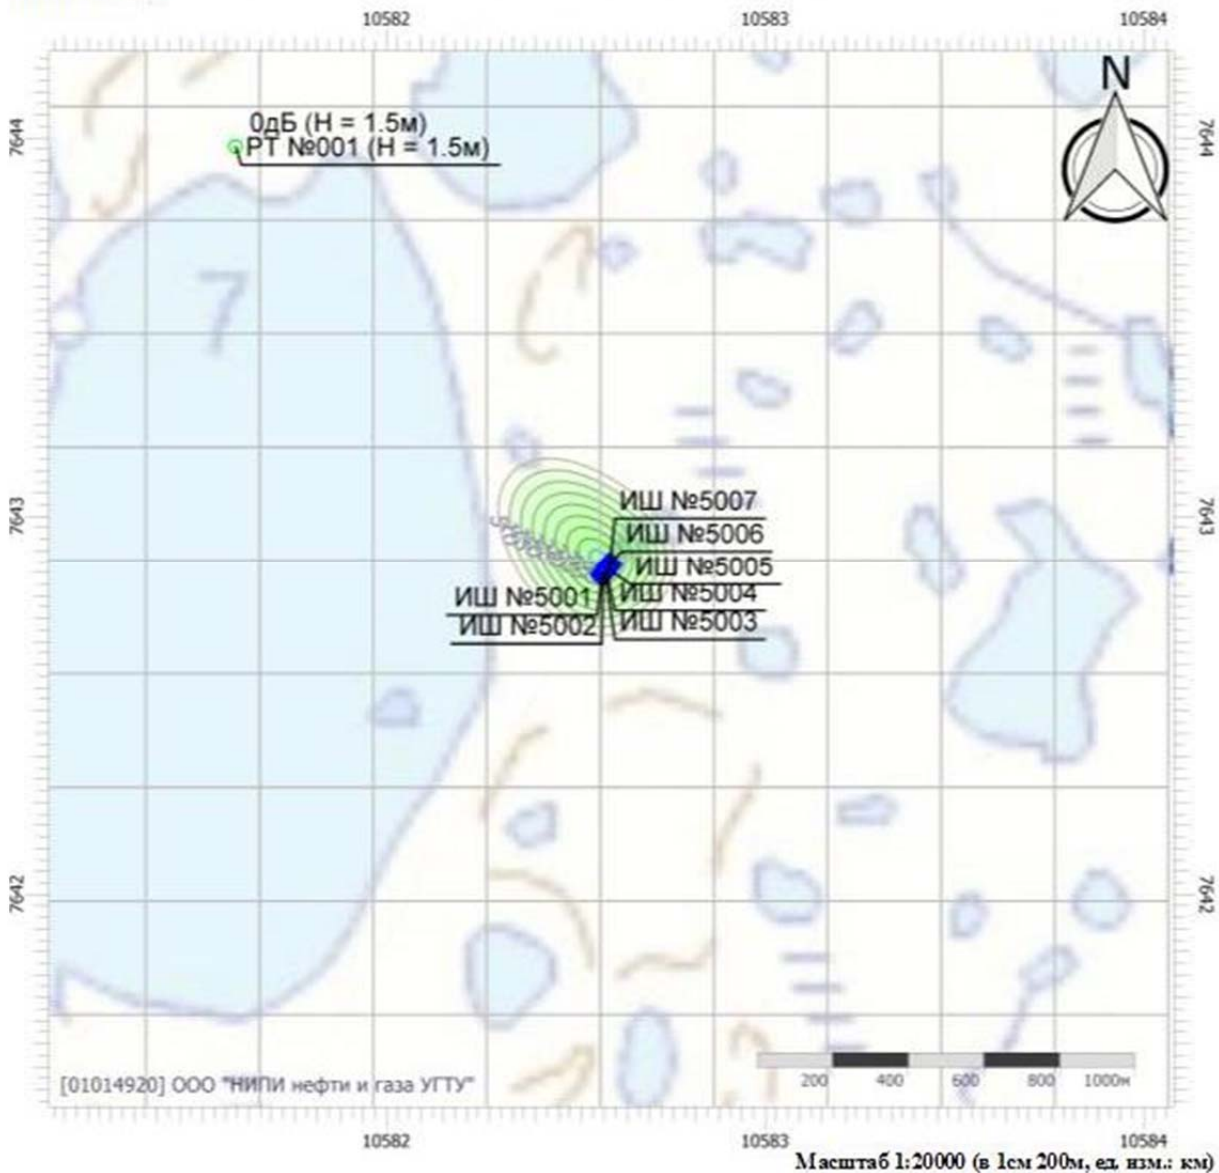 10582 10583 10584
N
0дБ (H = 1.5м)
РТ №001 (H = 1.5м)
7644 7644
7
ИШ №5007
7643 7643
ИШ №5006
ИШ №5005
ИШ №5001 ИШ №5004
ИШ №5002 ИШ №5003
7642 7642
200 400 600 800 1000м
[01014920] ООО "НИПИ нефти и газа УГТУ"
10582 10583 10584
Масштаб 1:20000 (в 1см 200м, ед. изм.: км)